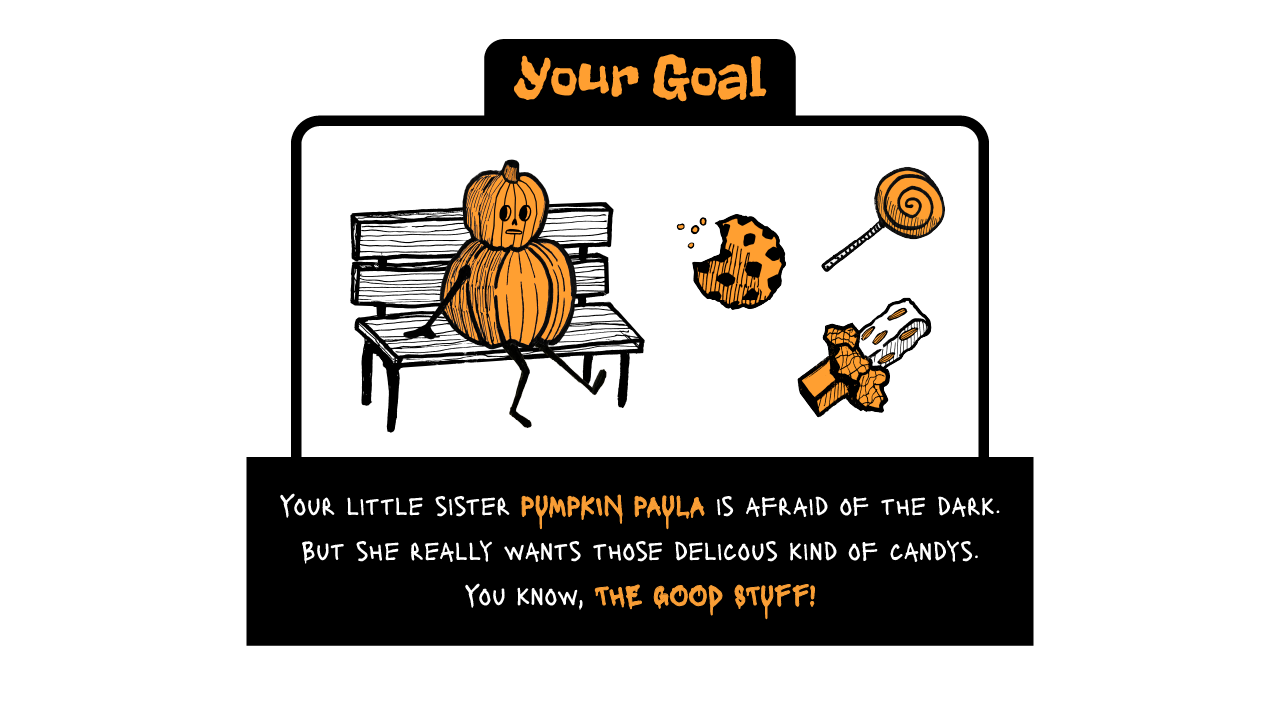 Your Goal
YOUR LITTLE SISTER PUMPKIN PAULA IS AFRAID OF THE DARK.
BUT SHE REALLY WANTS THOSE DELICOUS KIND OF CANDYS.
YOU KNOW, THE GOOD STUFF!